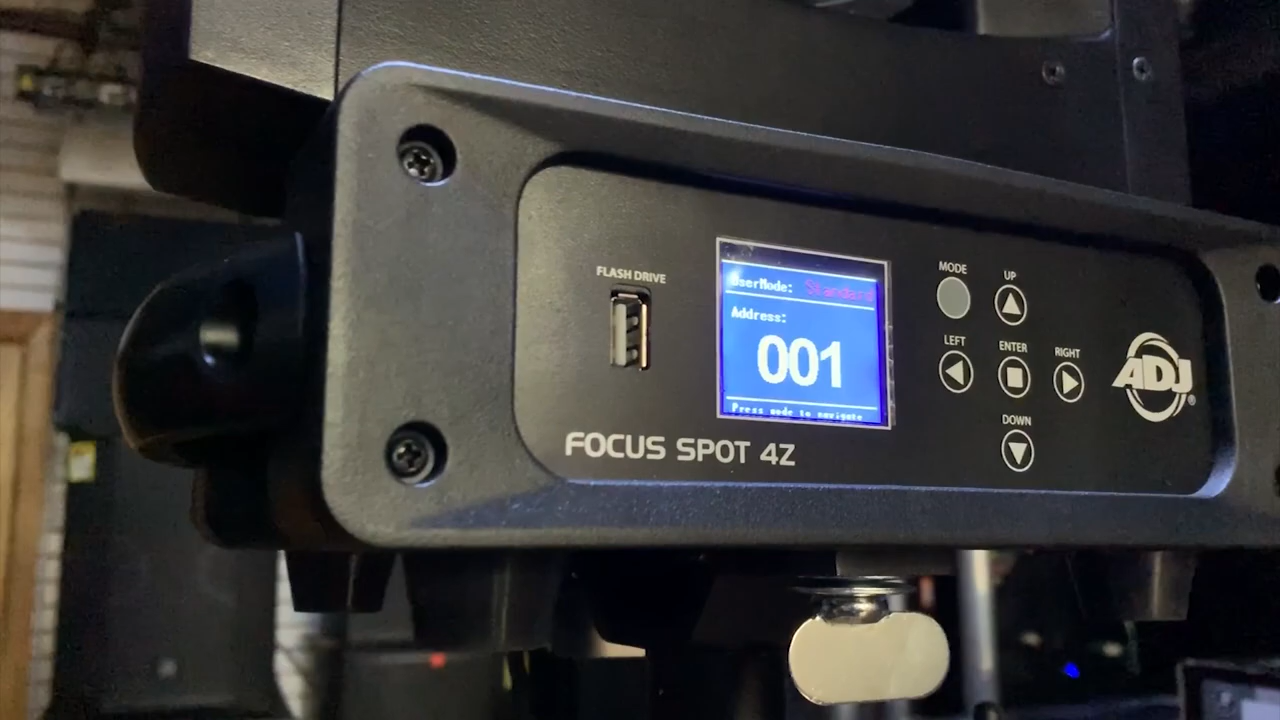 FLASH DRIVE
UserMode: Standard
Address:
001
Press mode to navigate
MODE
UP
LEFT
ENTER
RIGHT
DOWN
ADJ®
FOCUS SPOT 4Z